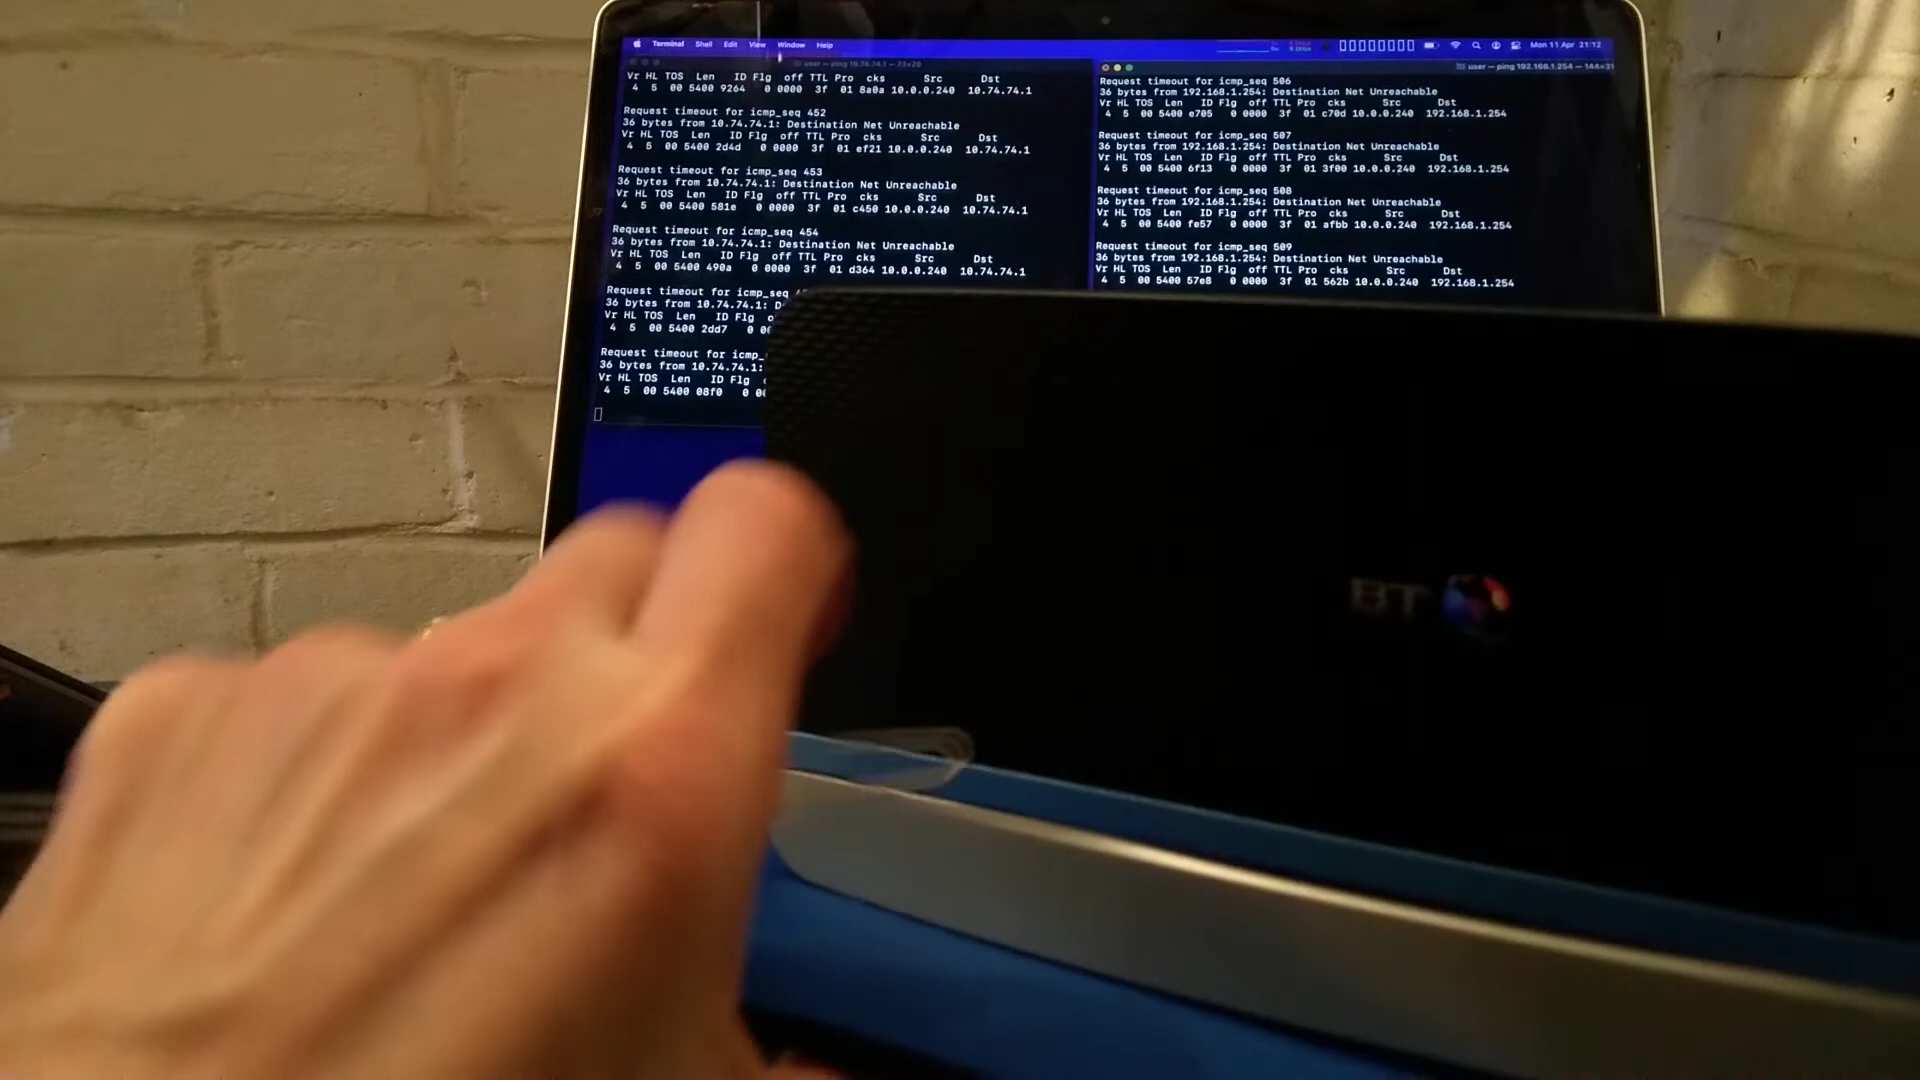 Terminal Shell Edit View Window Help
Mon 11 Apr 21:12
user — ping 10.74.74.1 — 73×20
Vr HL TOS Len ID Flg off TTL Pro cks Src Dst
4 5 00 5400 9264 0 0000 3f 01 8a0a 10.0.0.240 10.74.74.1
Request timeout for icmp_seq 452
36 bytes from 10.74.74.1: Destination Net Unreachable
Vr HL TOS Len ID Flg off TTL Pro cks Src Dst
4 5 00 5400 2d4d 0 0000 3f 01 ef21 10.0.0.240 10.74.74.1
Request timeout for icmp_seq 453
36 bytes from 10.74.74.1: Destination Net Unreachable
Vr HL TOS Len ID Flg off TTL Pro cks Src Dst
4 5 00 5400 581e 0 0000 3f 01 c450 10.0.0.240 10.74.74.1
Request timeout for icmp_seq 454
36 bytes from 10.74.74.1: Destination Net Unreachable
Vr HL TOS Len ID Flg off TTL Pro cks Src Dst
4 5 00 5400 490a 0 0000 3f 01 d364 10.0.0.240 10.74.74.1
Request timeout for icmp_seq
36 bytes from 10.74.74.1:
Vr HL TOS Len ID Flg
4 5 00 5400 2dd7 0
Request timeout for
36 bytes from 10.74.74.1:
Vr HL TOS Len ID Flg
4 5 00 5400 08f0 0
user — ping 192.168.1.254 — 144×31
Request timeout for icmp_seq 506
36 bytes from 192.168.1.254: Destination Net Unreachable
Vr HL TOS Len ID Flg off TTL Pro cks Src Dst
4 5 00 5400 e705 0 0000 3f 01 c70d 10.0.0.240 192.168.1.254
Request timeout for icmp_seq 507
36 bytes from 192.168.1.254: Destination Net Unreachable
Vr HL TOS Len ID Flg off TTL Pro cks Src Dst
4 5 00 5400 6f13 0 0000 3f 01 3f00 10.0.0.240 192.168.1.254
Request timeout for icmp_seq 508
36 bytes from 192.168.1.254: Destination Net Unreachable
Vr HL TOS Len ID Flg off TTL Pro cks Src Dst
4 5 00 5400 fe57 0 0000 3f 01 afbb 10.0.0.240 192.168.1.254
Request timeout for icmp_seq 509
36 bytes from 192.168.1.254: Destination Net Unreachable
Vr HL TOS Len ID Flg off TTL Pro cks Src Dst
4 5 00 5400 57e8 0 0000 3f 01 562b 10.0.0.240 192.168.1.254
BT